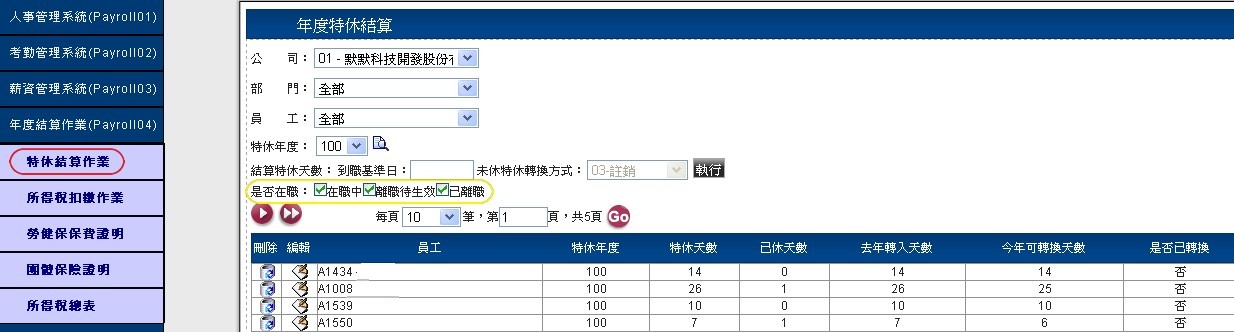 人事管理系統(Payroll01)
考勤管理系統(Payroll02)
薪資管理系統(Payroll03)
年度結算作業(Payroll04)
特休結算作業
所得稅扣繳作業
勞健保保費證明
團體保險證明
所得稅總表
年度特休結算
公 司： 01 - 默默科技開發股份有
部 門： 全部
員 工： 全部
特休年度： 100
結算特休天數： 到職基準日： 未休特休轉換方式： 03-註銷 執行
是否在職： 在職中 離職待生效 已離職
每頁 10 筆，第 1 頁，共5頁 Go
刪除 編輯 員工 特休年度 特休天數 已休天數 去年轉入天數 今年可轉換天數 是否已轉換
A1434 100 14 0 14 14 否
A1008 100 26 1 26 25 否
A1539 100 10 0 10 10 否
A1550 100 7 1 7 6 否